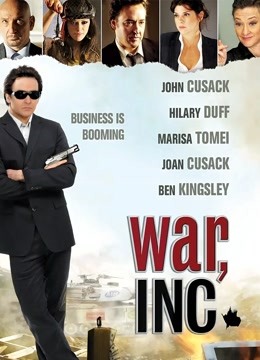 JOHN CUSACK
HILARY DUFF
BUSINESS IS
BOOMING
MARISA TOMEI
JOAN CUSACK
BEN KINGSLEY
war,
INC.